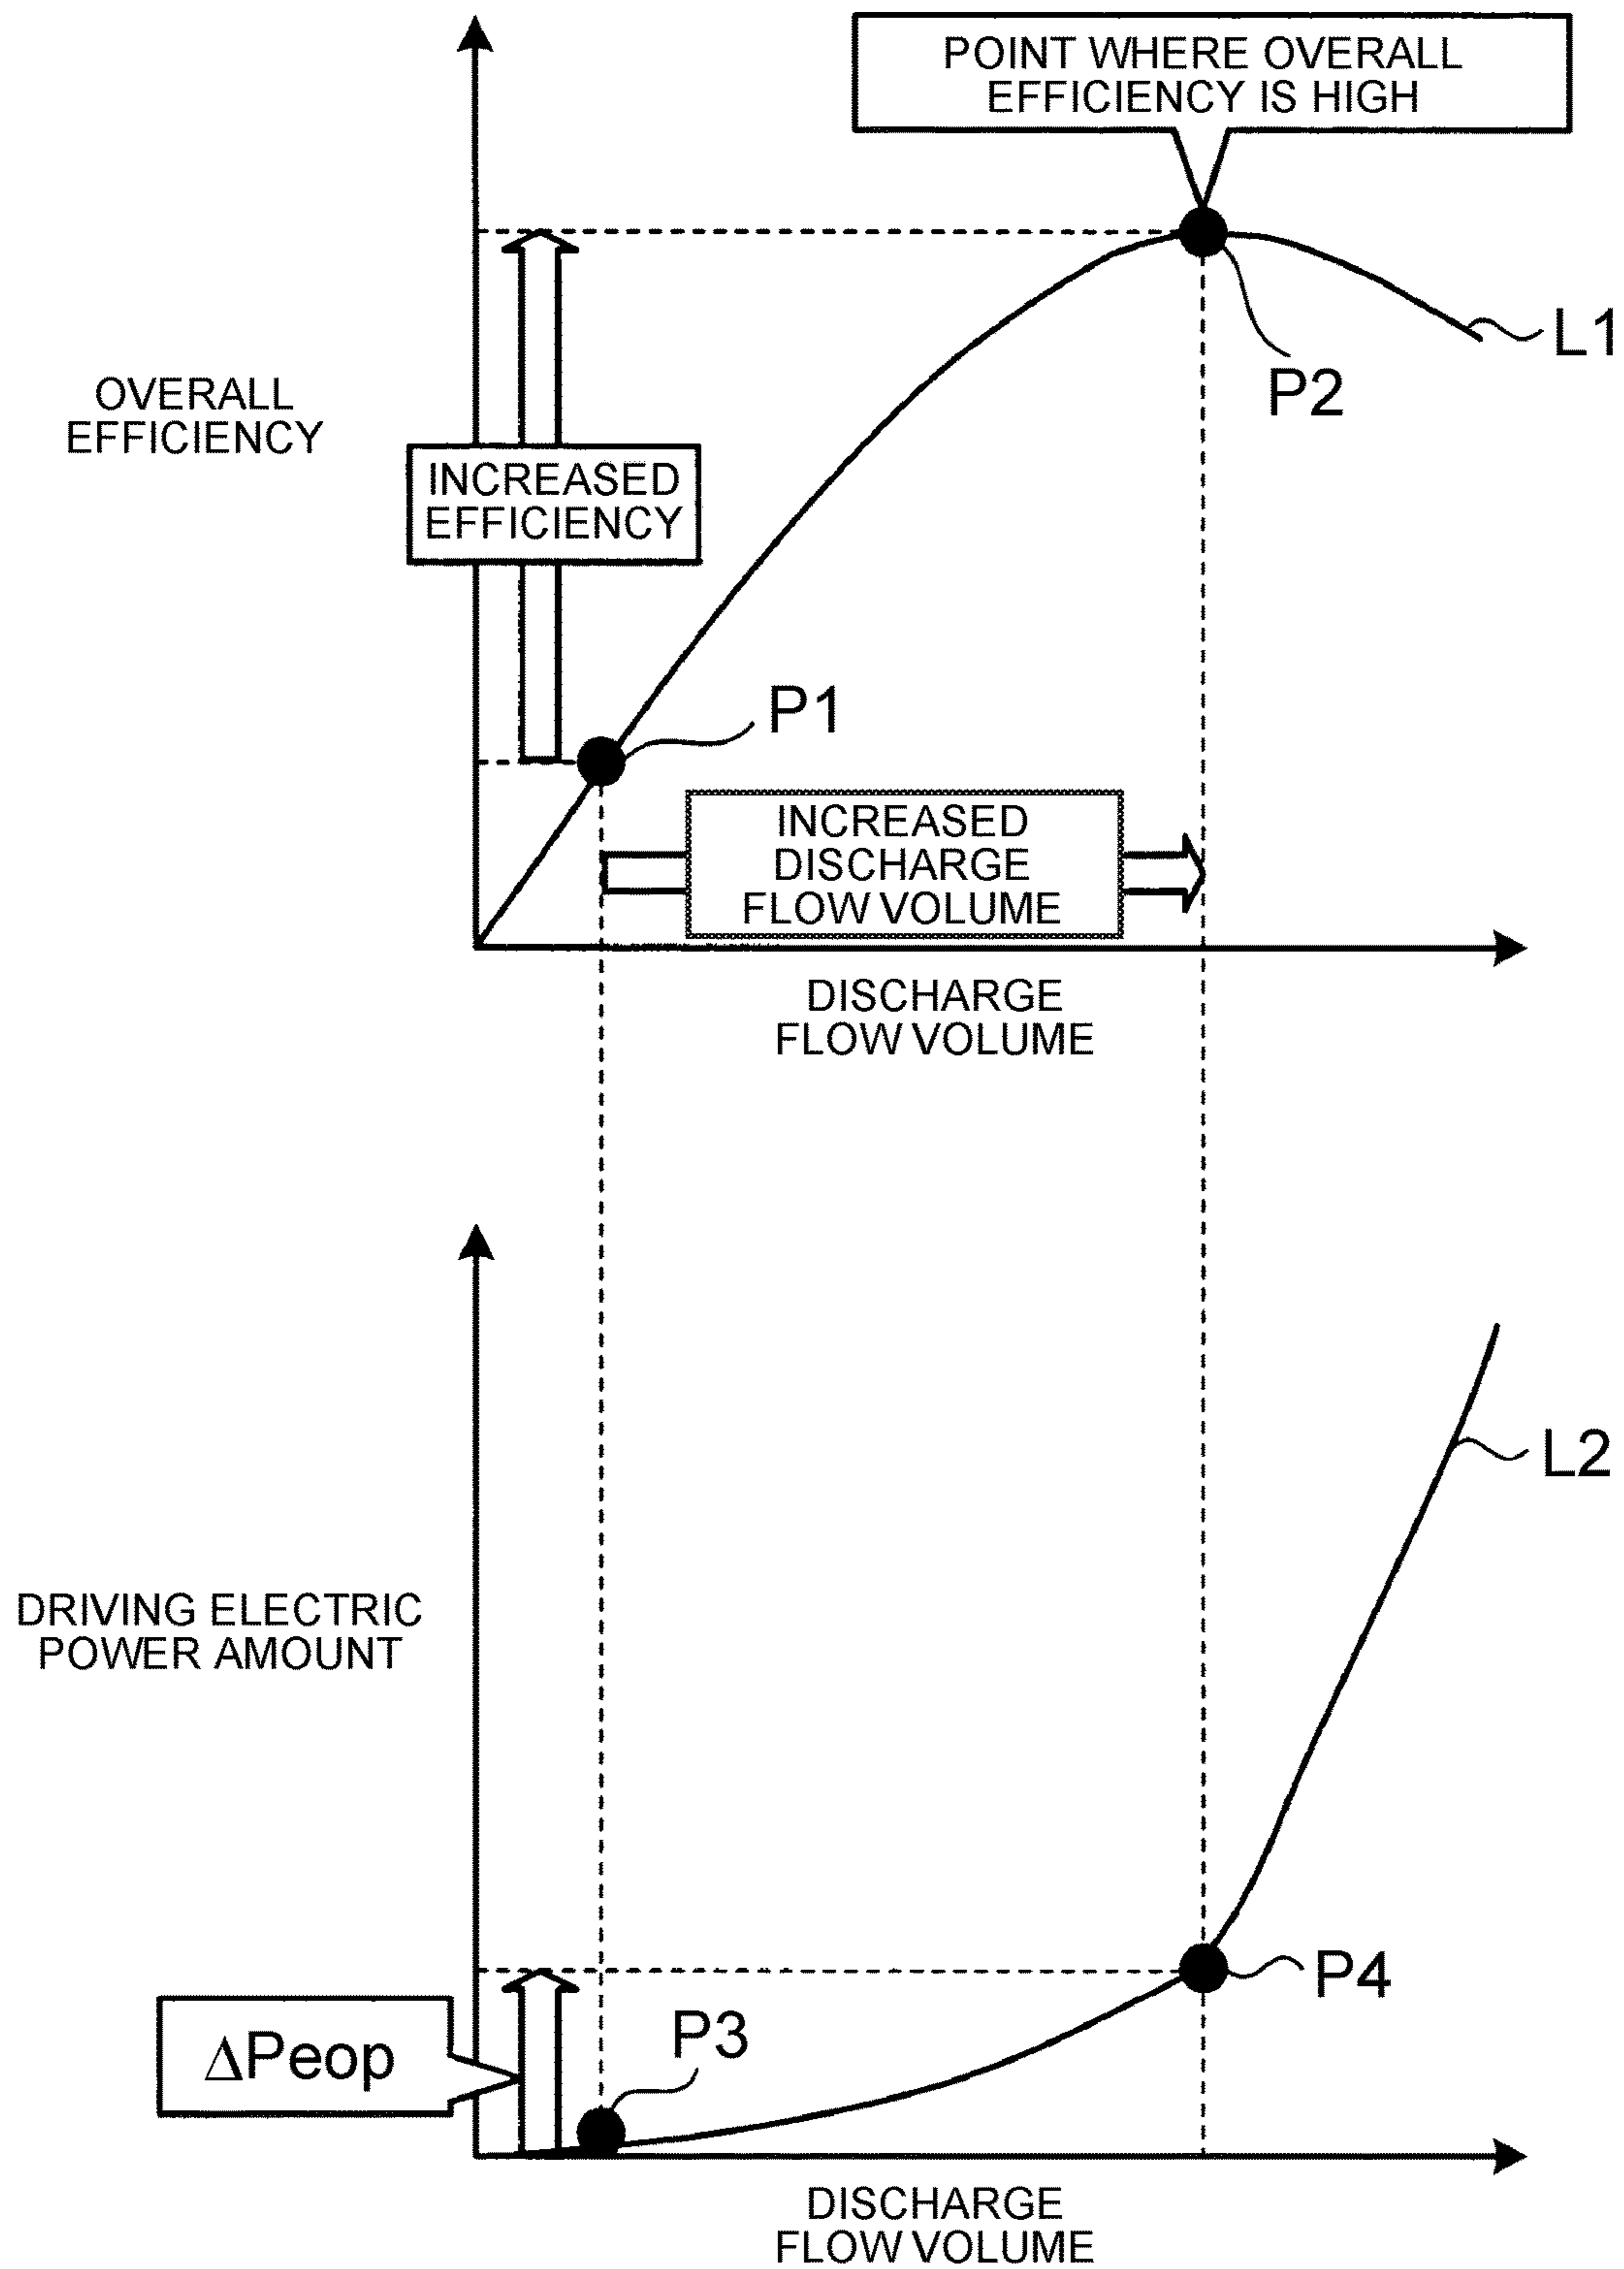 POINT WHERE OVERALL
EFFICIENCY IS HIGH
L1
P2
OVERALL
EFFICIENCY
INCREASED
EFFICIENCY
P1
INCREASED
DISCHARGE
FLOW VOLUME
DISCHARGE
FLOW VOLUME
L2
DRIVING ELECTRIC
POWER AMOUNT
P4
P3
ΔPeop
DISCHARGE
FLOW VOLUME